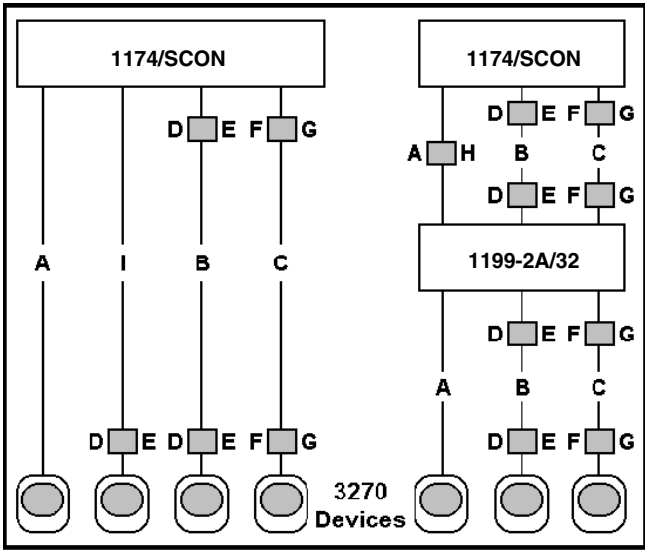 1174/SCON 1174/SCON
D E F G
D E F G
A H B C
D E F G
A I B C
1199-2A/32
D E F G
A B C
D E D E F G
D E F G
3270
Devices